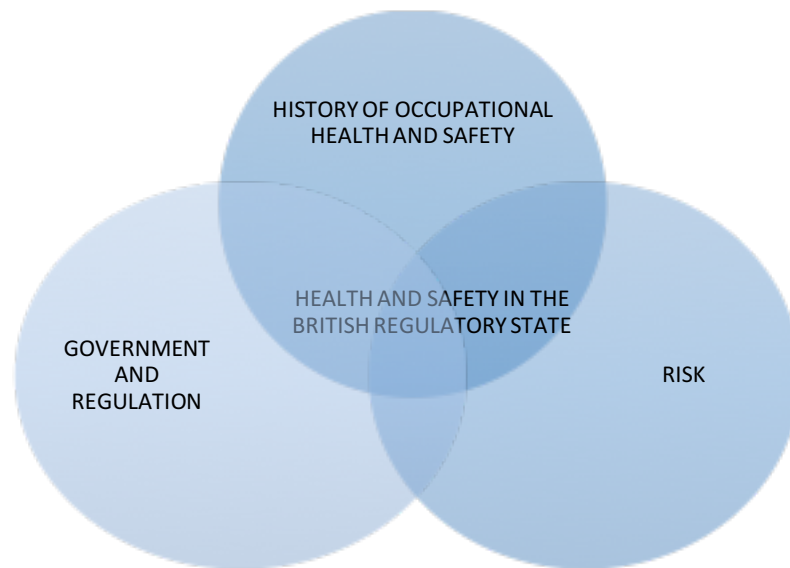 HISTORY OF OCCUPATIONAL
HEALTH AND SAFETY
HEALTH AND SAFETY IN THE
BRITISH REGULATORY STATE
GOVERNMENT
AND
REGULATION
RISK